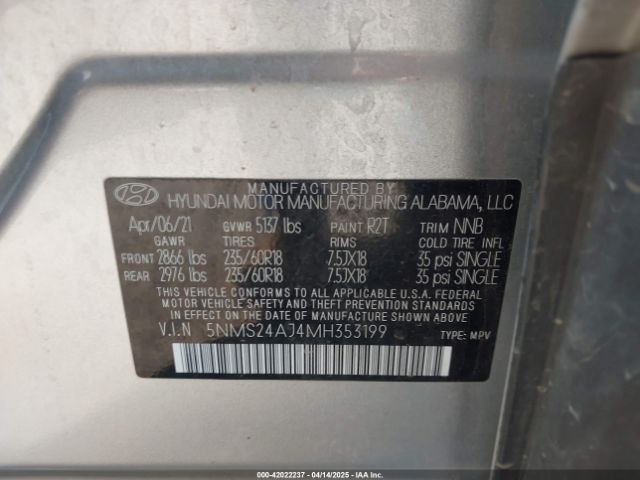 MANUFACTURED BY
HYUNDAI MOTOR MANUFACTURING ALABAMA, LLC
Apr/06/21 GVWR 5137 lbs PAINT R2T TRIM NNB
GAWR TIRES RIMS COLD TIRE INFL
FRONT 2866 lbs 235/60R18 7.5JX18 35 psi SINGLE
REAR 2976 lbs 235/60R18 7.5JX18 35 psi SINGLE
THIS VEHICLE CONFORMS TO ALL APPLICABLE U.S.A. FEDERAL
MOTOR VEHICLE SAFETY AND THEFT PREVENTION STANDARDS
IN EFFECT ON THE DATE OF MANUFACTURE SHOWN ABOVE.
V.I.N 5NMS24AJ4MH353199 TYPE: MPV
000-42022237 - 04/14/2025 - IAA Inc.